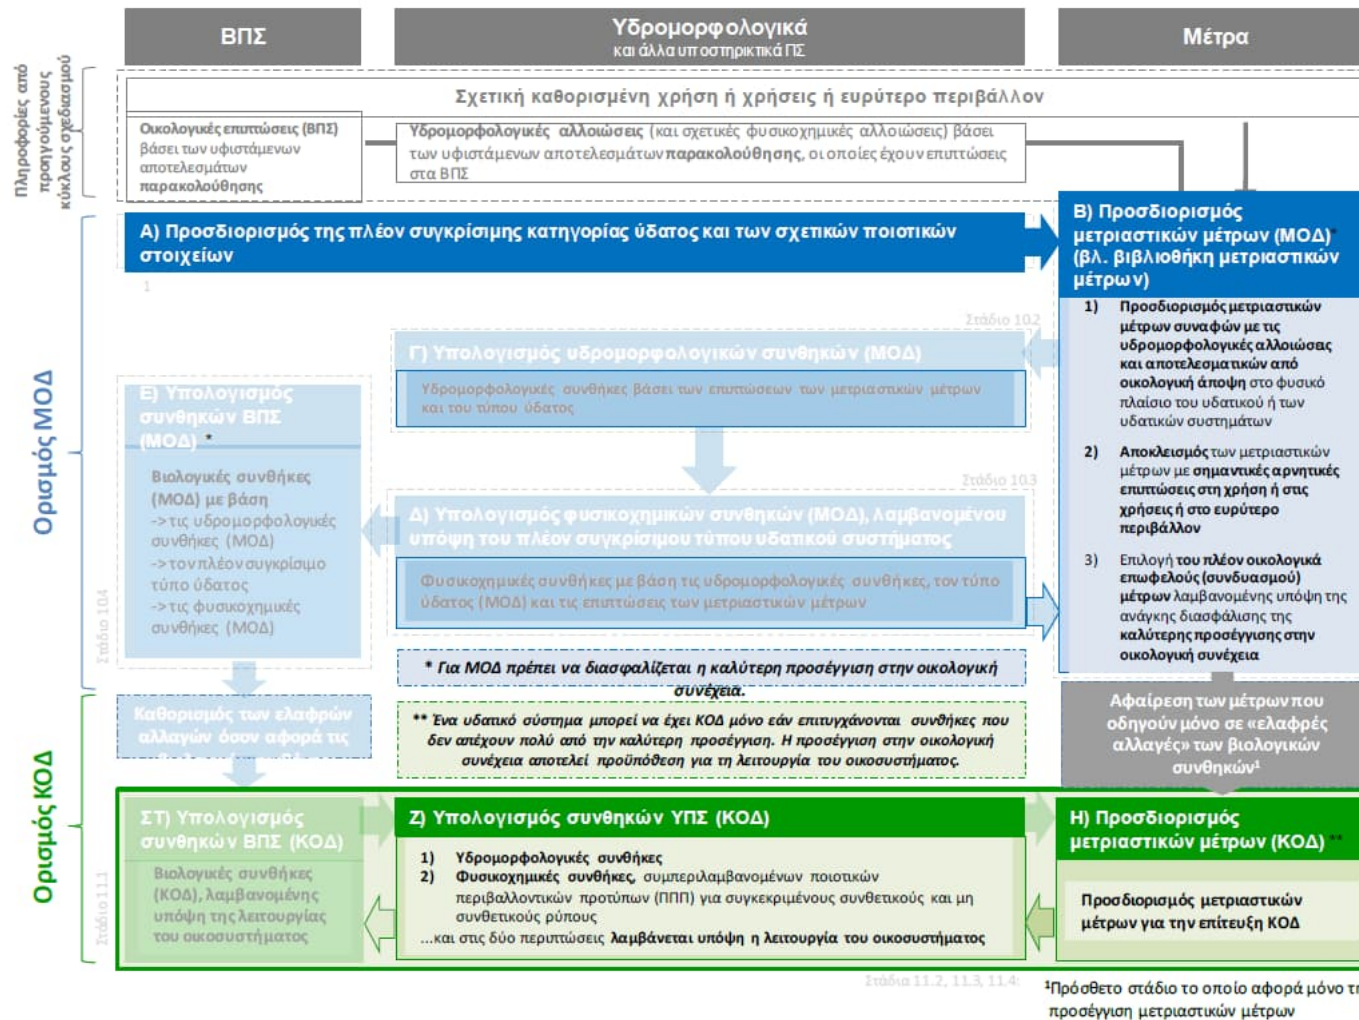 ΒΠΣ
Υδρομορφολογικά
και άλλα υποστηρικτικά ΠΣ
Μέτρα
Πληροφορίες από
προηγούμενους
κύκλους σχεδιασμού
Σχετική καθορισμένη χρήση ή χρήσεις ή ευρύτερο περιβάλλον
Οικολογικές επιπτώσεις (ΒΠΣ)
βάσει των υφιστάμενων
αποτελεσμάτων
παρακολούθησης
Υδρομορφολογικές αλλοιώσεις (και σχετικές φυσικοχημικές αλλοιώσεις) βάσει
των υφιστάμενων αποτελεσμάτων παρακολούθησης, οι οποίες έχουν επιπτώσεις
στα ΒΠΣ
Ορισμός ΜΟΔ
Α) Προσδιορισμός της πλέον συγκρίσιμης κατηγορίας ύδατος και των σχετικών ποιοτικών
στοιχείων
1
Β) Προσδιορισμός
μετριαστικών μέτρων (ΜΟΔ)*
(βλ. βιβλιοθήκη μετριαστικών
μέτρων)
1) Προσδιορισμός μετριαστικών
μέτρων συναφών με τις
υδρομορφολογικές αλλοιώσεις
και αποτελεσματικών από
οικολογική άποψη στο φυσικό
πλαίσιο του υδατικού ή των
υδατικών συστημάτων
2) Αποκλεισμός των μετριαστικών
μέτρων με σημαντικές αρνητικές
επιπτώσεις στη χρήση ή στις
χρήσεις ή στο ευρύτερο
περιβάλλον
3) Επιλογή του πλέον οικολογικά
επωφελούς (συνδυασμού)
μέτρων λαμβανομένης υπόψη της
ανάγκης διασφάλισης της
καλύτερης προσέγγισης στην
οικολογική συνέχεια
Στάδιο 10.2
Γ) Υπολογισμός υδρομορφολογικών συνθηκών (ΜΟΔ)
Υδρομορφολογικές συνθήκες βάσει των επιπτώσεων των μετριαστικών μέτρων
και του τύπου ύδατος
Στάδιο 10.3
Δ) Υπολογισμός φυσικοχημικών συνθηκών (ΜΟΔ), λαμβανομένου
υπόψη του πλέον συγκρίσιμου τύπου υδατικού συστήματος
Φυσικοχημικές συνθήκες με βάση τις υδρομορφολογικές συνθήκες, τον τύπο
ύδατος (ΜΟΔ) και τις επιπτώσεις των μετριαστικών μέτρων
Στάδιο 10.4
Ε) Υπολογισμός
συνθηκών ΒΠΣ
(ΜΟΔ) *
Βιολογικές συνθήκες
(ΜΟΔ) με βάση
-> τις υδρομορφολογικές
συνθήκες (ΜΟΔ)
-> τον πλέον συγκρίσιμο
τύπο ύδατος
-> τις φυσικοχημικές
συνθήκες (ΜΟΔ)
* Για ΜΟΔ πρέπει να διασφαλίζεται η καλύτερη προσέγγιση στην οικολογική
συνέχεια.
Ορισμός ΚΟΔ
Καθορισμός των ελαφρών
αλλαγών όσον αφορά τις
** Ένα υδατικό σύστημα μπορεί να έχει ΚΟΔ μόνο εάν επιτυγχάνονται συνθήκες που
δεν απέχουν πολύ από την καλύτερη προσέγγιση. Η προσέγγιση στην οικολογική
συνέχεια αποτελεί προϋπόθεση για τη λειτουργία του οικοσυστήματος.
Αφαίρεση των μέτρων που
οδηγούν μόνο σε «ελαφρές
αλλαγές» των βιολογικών
συνθηκών¹
Στάδιο 11.1
ΣΤ) Υπολογισμός
συνθηκών ΒΠΣ (ΚΟΔ)
Βιολογικές συνθήκες
(ΚΟΔ), λαμβανομένης
υπόψη της λειτουργίας
του οικοσυστήματος
Ζ) Υπολογισμός συνθηκών ΥΠΣ (ΚΟΔ)
1) Υδρομορφολογικές συνθήκες
2) Φυσικοχημικές συνθήκες, συμπεριλαμβανομένων ποιοτικών
περιβαλλοντικών προτύπων (ΠΠΠ) για συγκεκριμένους συνθετικούς και μη
συνθετικούς ρύπους
...και στις δύο περιπτώσεις λαμβάνεται υπόψη η λειτουργία του οικοσυστήματος
Η) Προσδιορισμός
μετριαστικών μέτρων (ΚΟΔ) **
Προσδιορισμός μετριαστικών
μέτρων για την επίτευξη ΚΟΔ
Στάδια 11.2, 11.3, 11.4:
¹Πρόσθετο στάδιο το οποίο αφορά μόνο τη
προσέγγιση μετριαστικών μέτρων